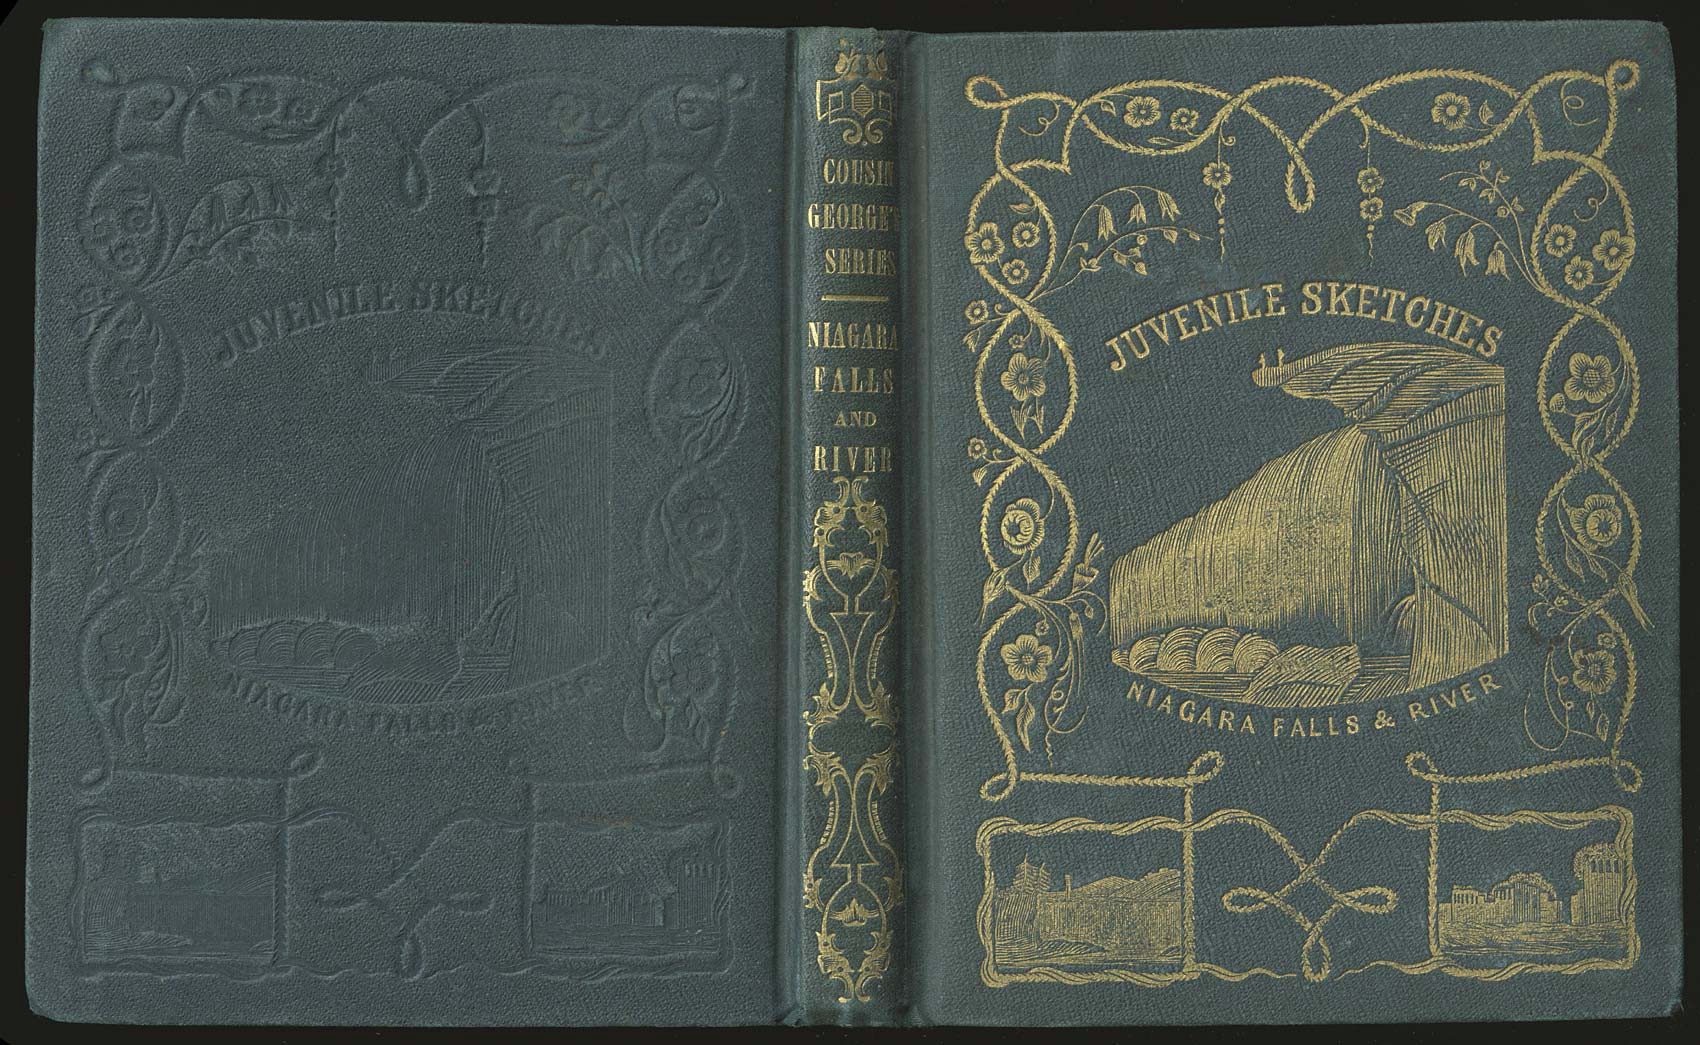 JUVENILE SKETCHES
NIAGARA FALLS & RIVER
COUSIN
GEORGE'S
SERIES
NIAGARA
FALLS
AND
RIVER
JUVENILE SKETCHES
NIAGARA FALLS & RIVER